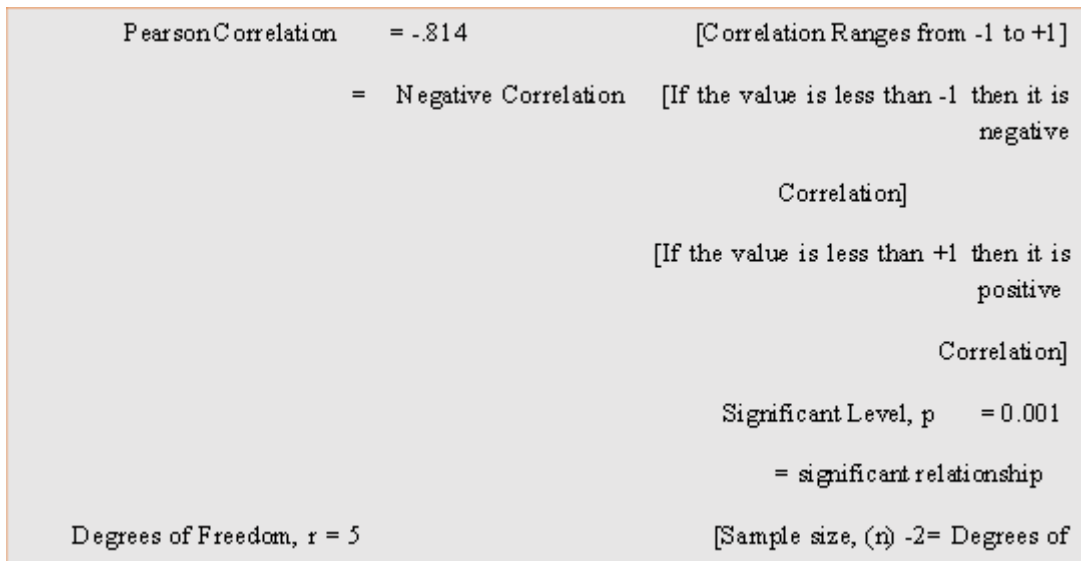 Pearson Correlation = -.814 [Correlation Ranges from -1 to +1]
= Negative Correlation [If the value is less than -1 then it is
negative
Correlation]
[If the value is less than +1 then it is
positive
Correlation]
Significant Level, p = 0.001
= significant relationship
Degrees of Freedom, r = 5 [Sample size, (n) -2= Degrees of